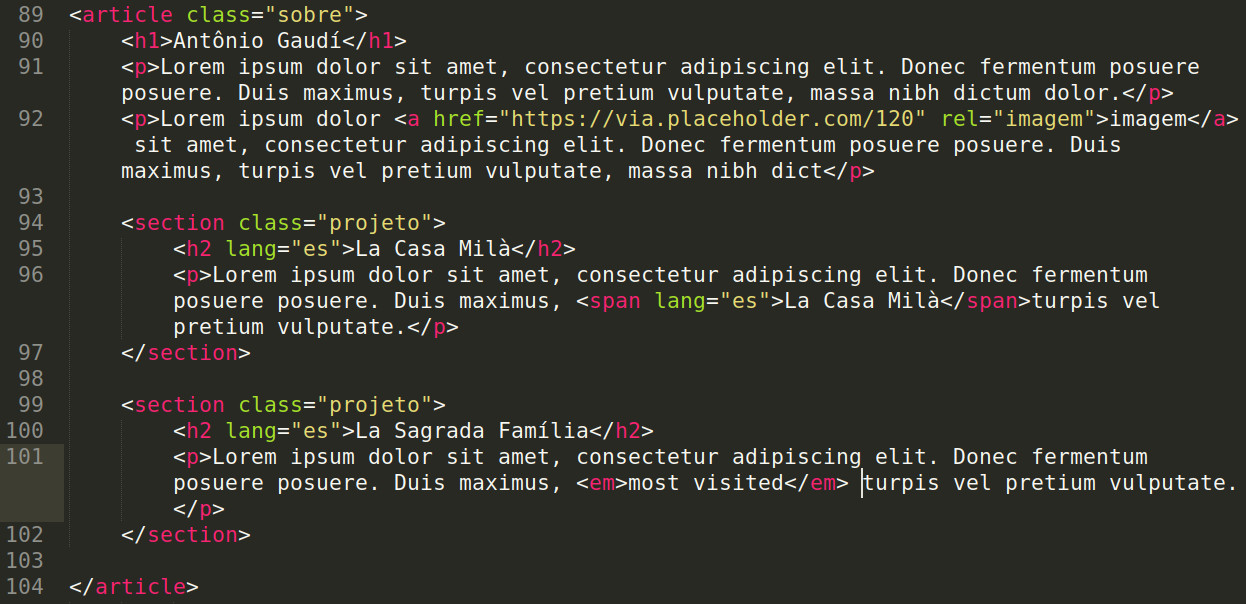 89 <article class="sobre">
90 <h1>Antônio Gaudí</h1>
91 <p>Lorem ipsum dolor sit amet, consectetur adipiscing elit. Donec fermentum posuere
posuere. Duis maximus, turpis vel pretium vulputate, massa nibh dictum dolor.</p>
92 <p>Lorem ipsum dolor <a href="https://via.placeholder.com/120" rel="imagem">imagem</a>
sit amet, consectetur adipiscing elit. Donec fermentum posuere posuere. Duis
maximus, turpis vel pretium vulputate, massa nibh dict</p>
93
94 <section class="projeto">
95 <h2 lang="es">La Casa Milà</h2>
96 <p>Lorem ipsum dolor sit amet, consectetur adipiscing elit. Donec fermentum
posuere posuere. Duis maximus, <span lang="es">La Casa Milà</span>turpis vel
pretium vulputate.</p>
97 </section>
98
99 <section class="projeto">
100 <h2 lang="es">La Sagrada Família</h2>
101 <p>Lorem ipsum dolor sit amet, consectetur adipiscing elit. Donec fermentum
posuere posuere. Duis maximus, <em>most visited</em> turpis vel pretium vulputate.
</p>
102 </section>
103
104 </article>